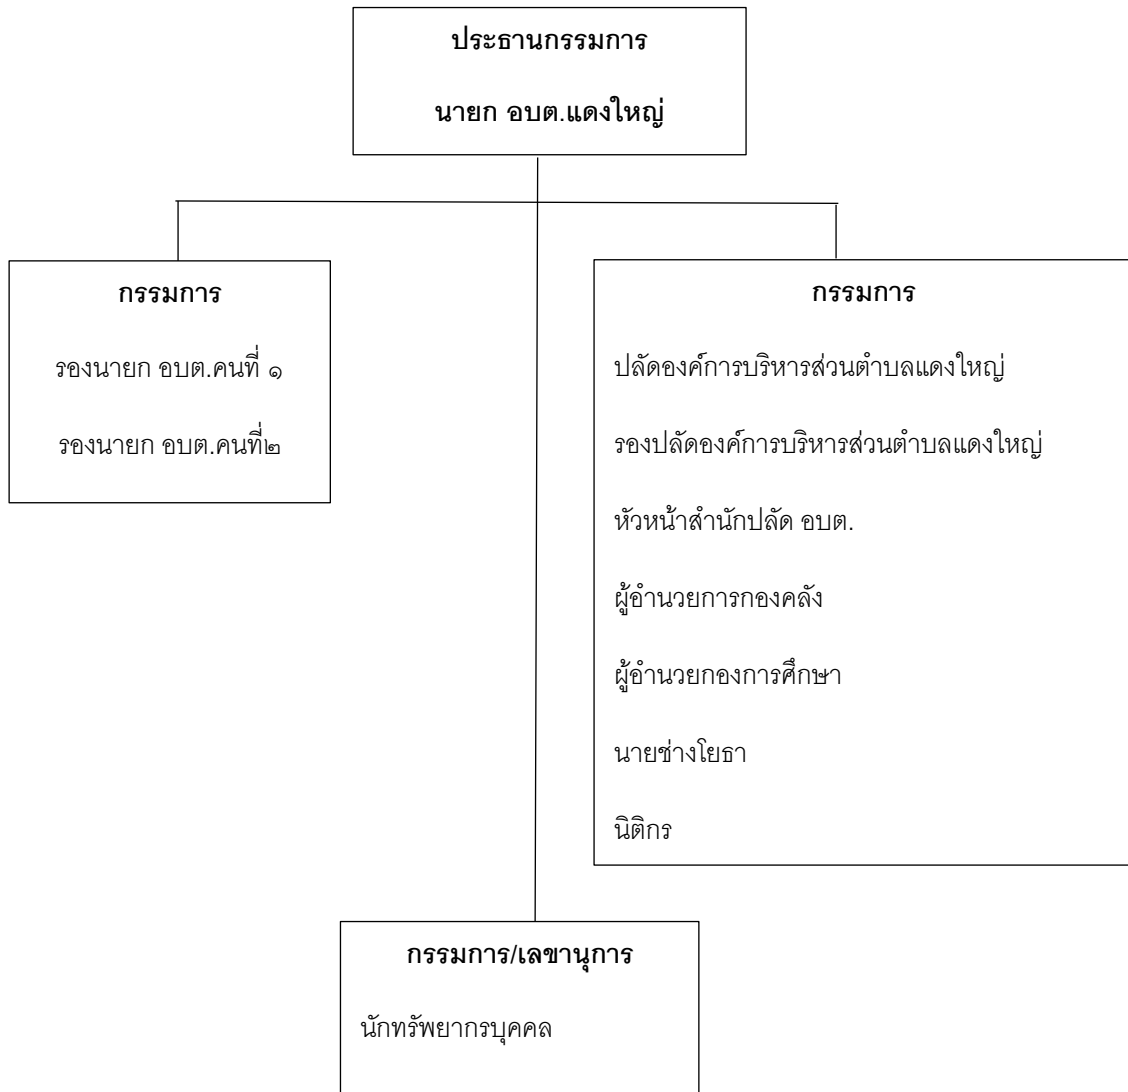 ประธานกรรมการ
นายก อบต.แดงใหญ่
กรรมการ
รองนายก อบต.คนที่ ๑
รองนายก อบต.คนที่๒
กรรมการ
ปลัดองค์การบริหารส่วนตำบลแดงใหญ่
รองปลัดองค์การบริหารส่วนตำบลแดงใหญ่
หัวหน้าสำนักปลัด อบต.
ผู้อำนวยการกองคลัง
ผู้อำนวยกองการศึกษา
นายช่างโยธา
นิติกร
กรรมการ/เลขานุการ
นักทรัพยากรบุคคล